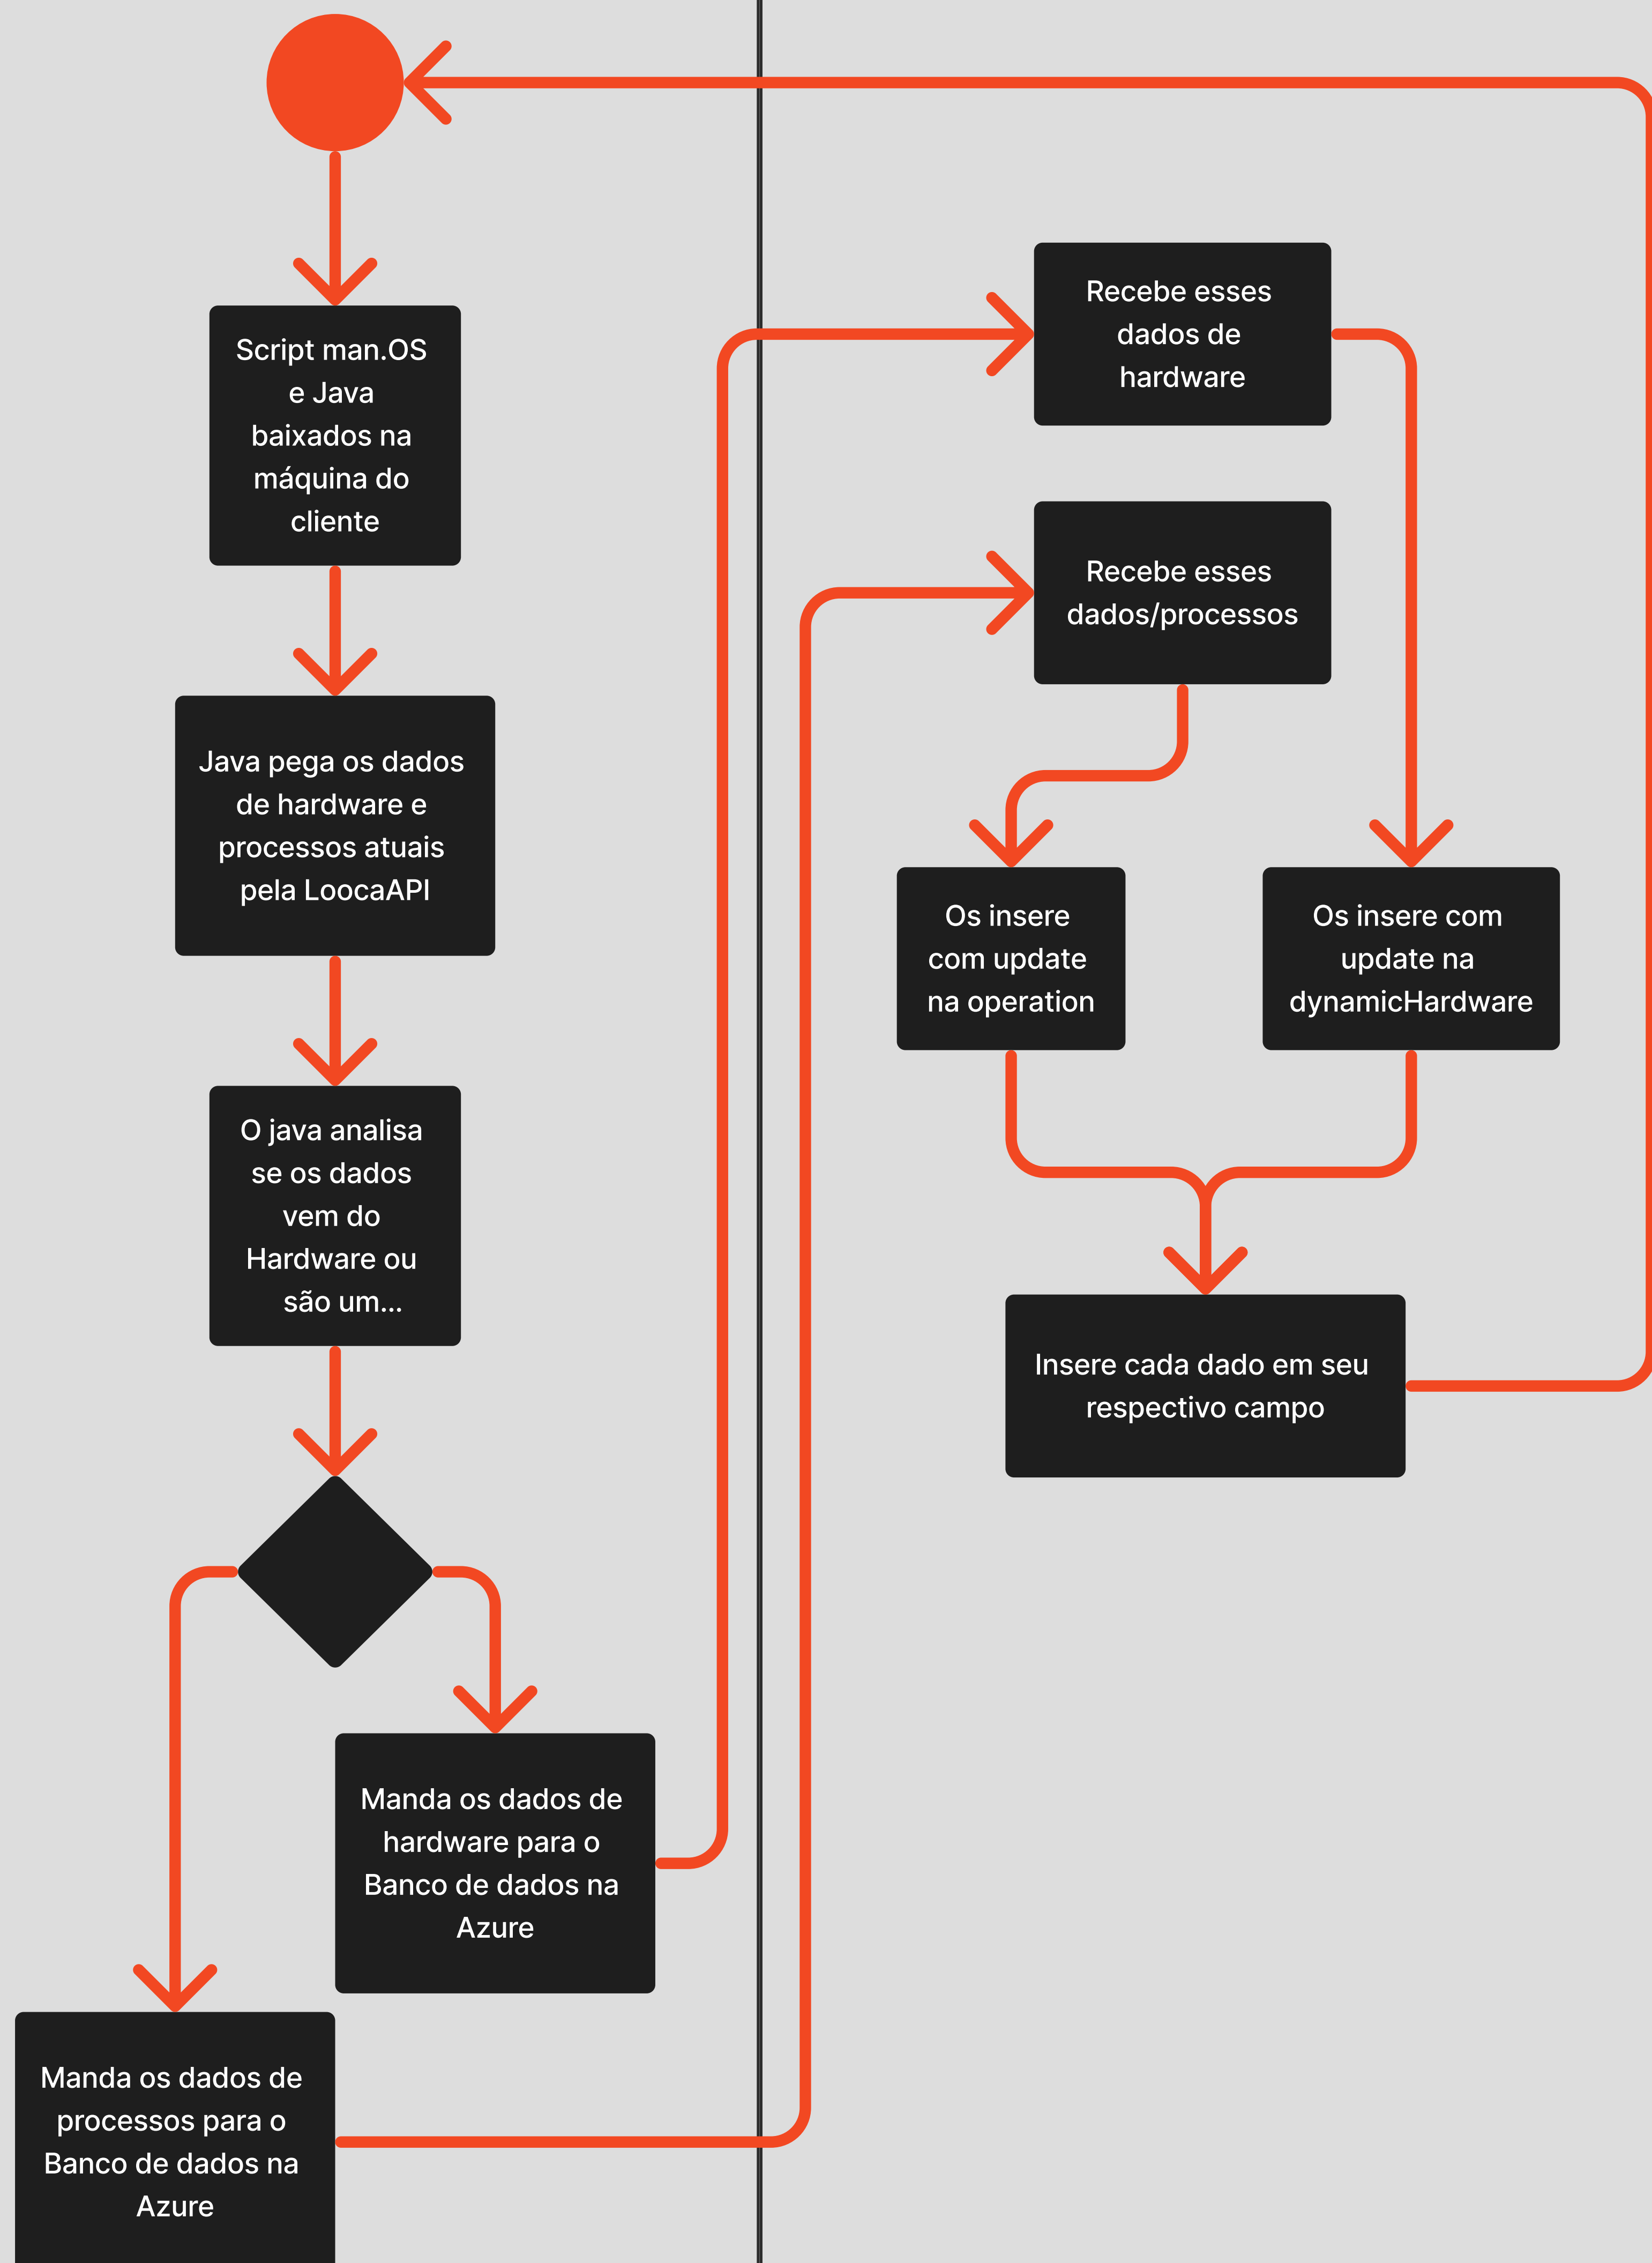 Script man.OS
e Java
baixados na
máquina do
cliente
Java pega os dados
de hardware e
processos atuais
pela LoocaAPI
O java analisa
se os dados
vem do
Hardware ou
são um...
Manda os dados de
hardware para o
Banco de dados na
Azure
Manda os dados de
processos para o
Banco de dados na
Azure
Recebe esses
dados de
hardware
Recebe esses
dados/processos
Os insere
com update
na operation
Os insere com
update na
dynamicHardware
Insere cada dado em seu
respectivo campo